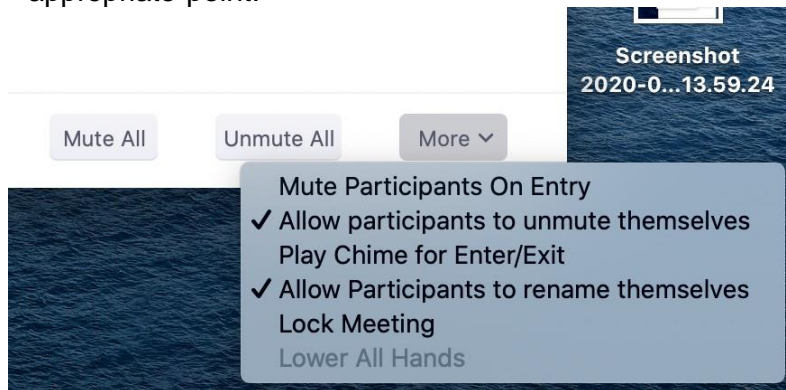 appropriate point.
Screenshot
2020-0...13.59.24
Mute All
Unmute All
More
Mute Participants On Entry
✓ Allow participants to unmute themselves
Play Chime for Enter/Exit
✓ Allow Participants to rename themselves
Lock Meeting
Lower All Hands